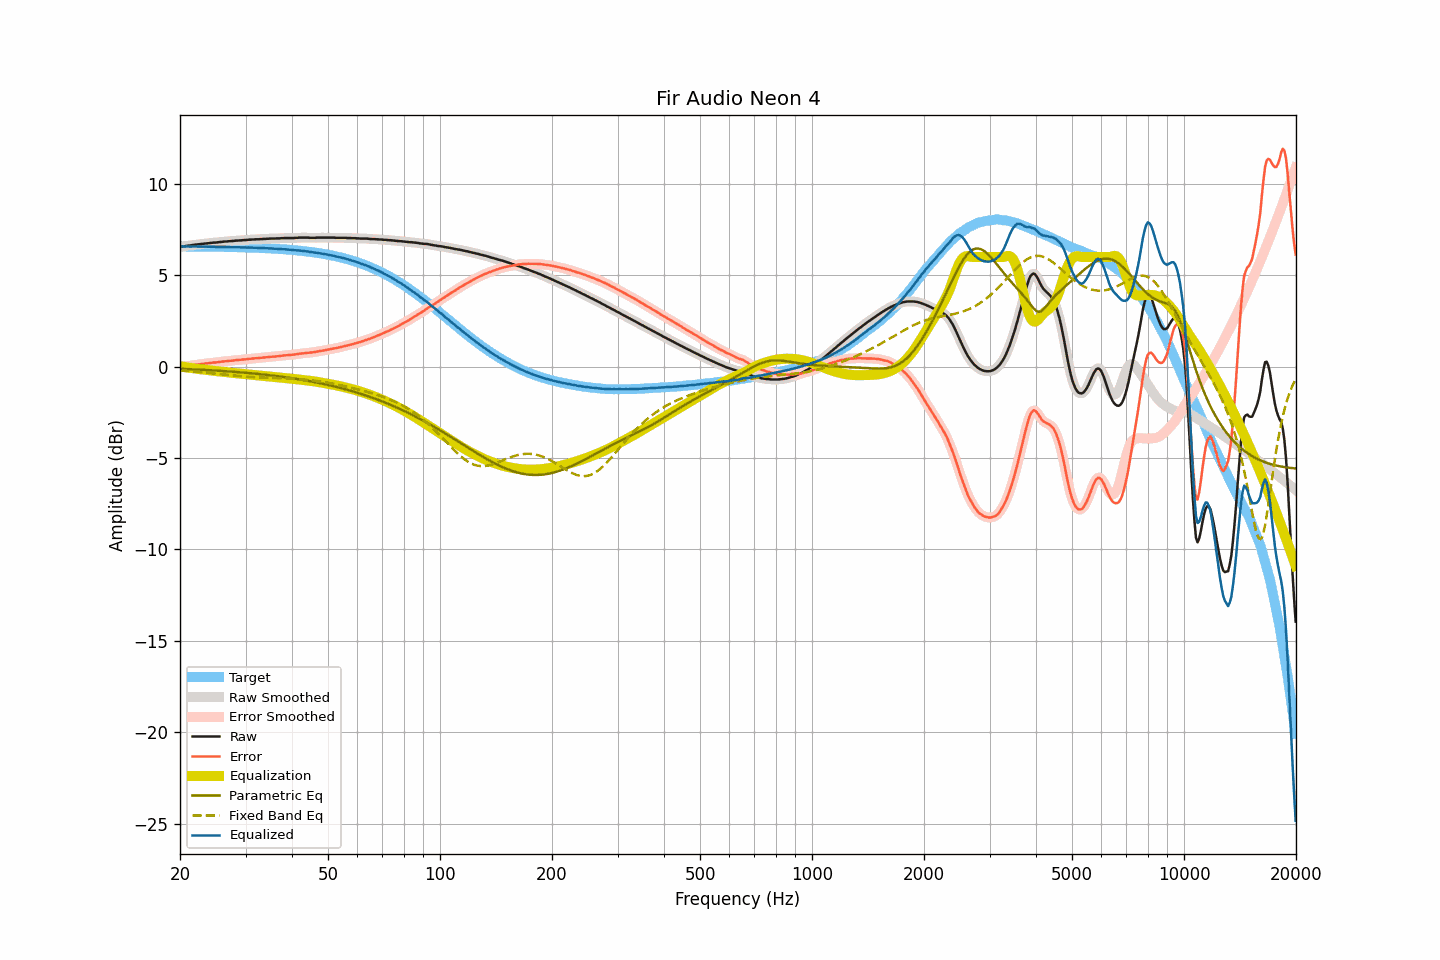 Fir Audio Neon 4
Amplitude (dBr)
10
5
0
−5
−10
−15
−20
−25
Target
Raw Smoothed
Error Smoothed
Raw
Error
Equalization
Parametric Eq
Fixed Band Eq
Equalized
20 50 100 200 500 1000 2000 5000 10000 20000
Frequency (Hz)